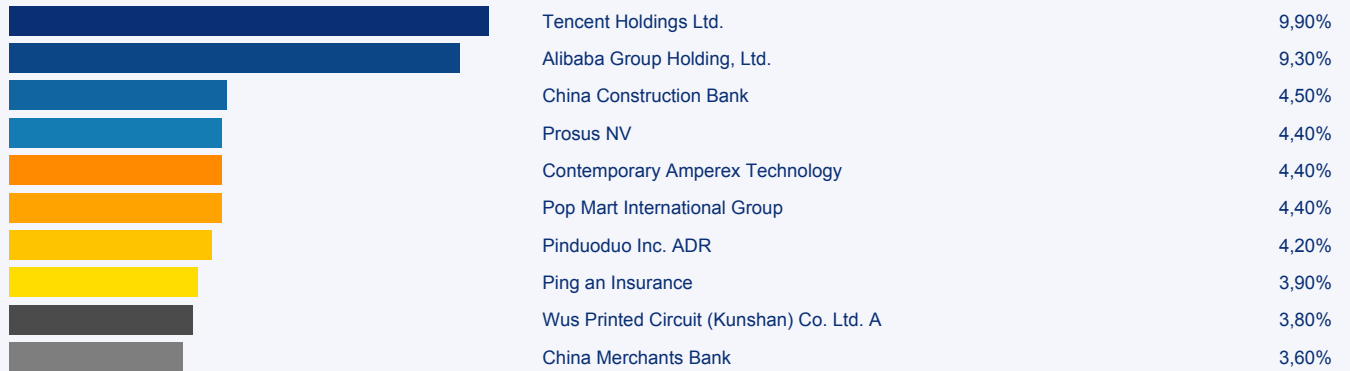 Tencent Holdings Ltd. 9,90%
Alibaba Group Holding, Ltd. 9,30%
China Construction Bank 4,50%
Prosus NV 4,40%
Contemporary Amperex Technology 4,40%
Pop Mart International Group 4,40%
Pinduoduo Inc. ADR 4,20%
Ping an Insurance 3,90%
Wus Printed Circuit (Kunshan) Co. Ltd. A 3,80%
China Merchants Bank 3,60%